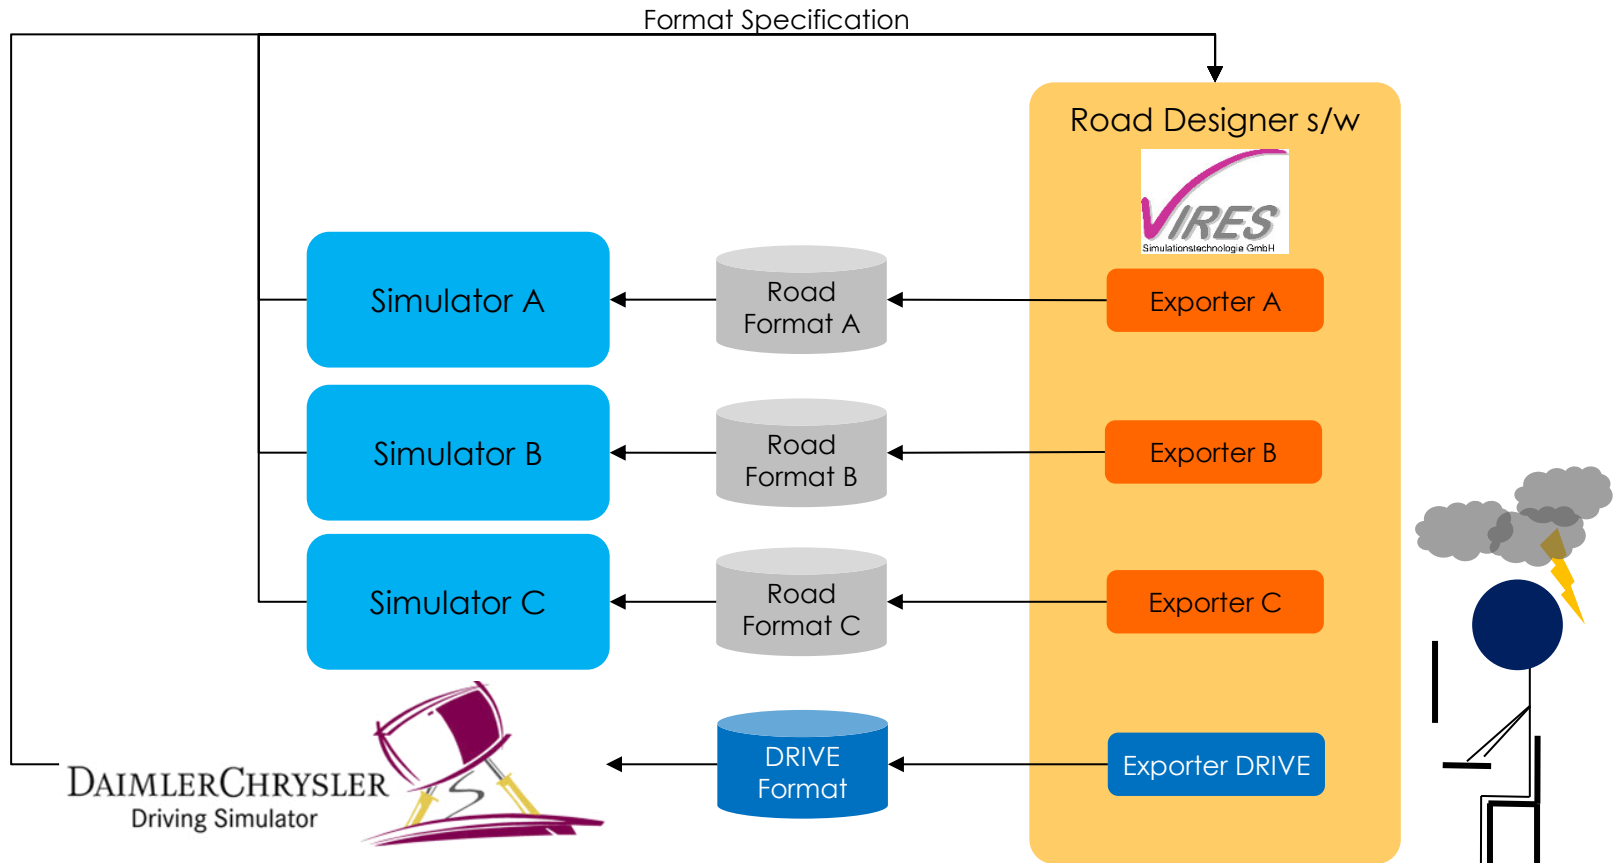 Format Specification
Road Designer s/w
VIRES
Simulationstechnologie GmbH
Simulator A
Road
Format A
Exporter A
Simulator B
Road
Format B
Exporter B
Simulator C
Road
Format C
Exporter C
DAIMLERCHRYSLER
Driving Simulator
DRIVE
Format
Exporter DRIVE